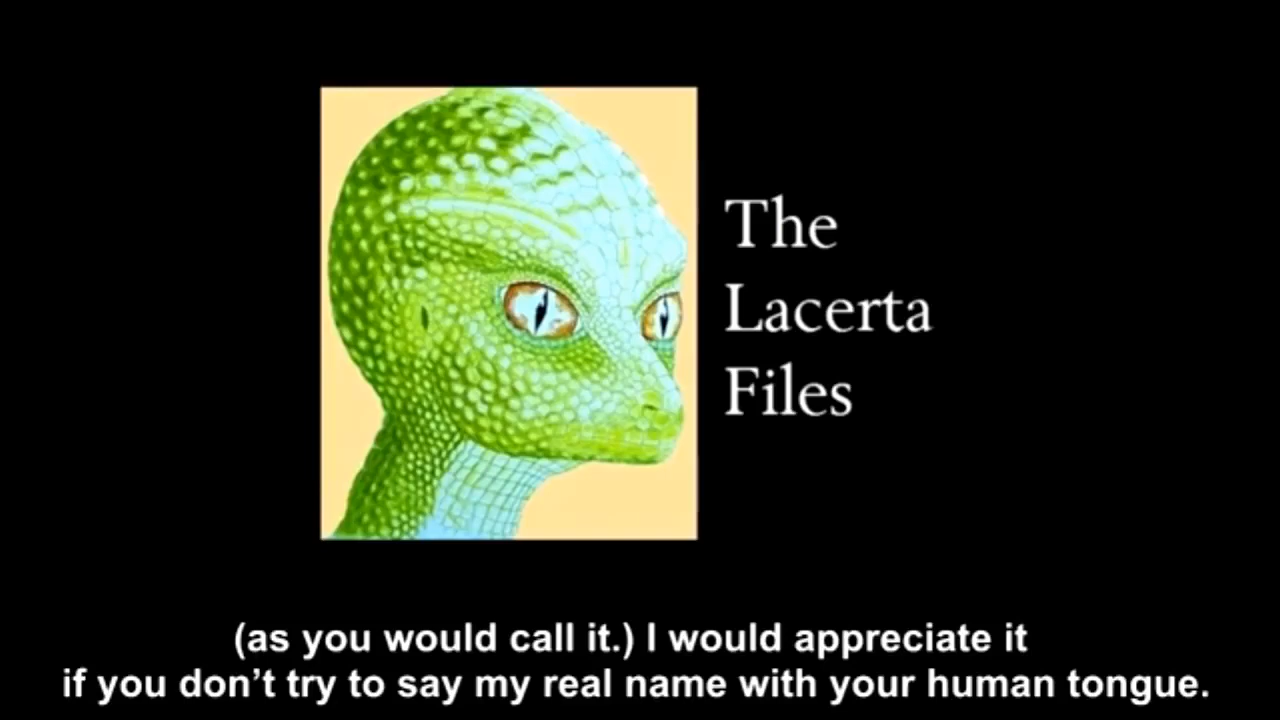 The
Lacerta
Files
(as you would call it.) I would appreciate it
if you don’t try to say my real name with your human tongue.